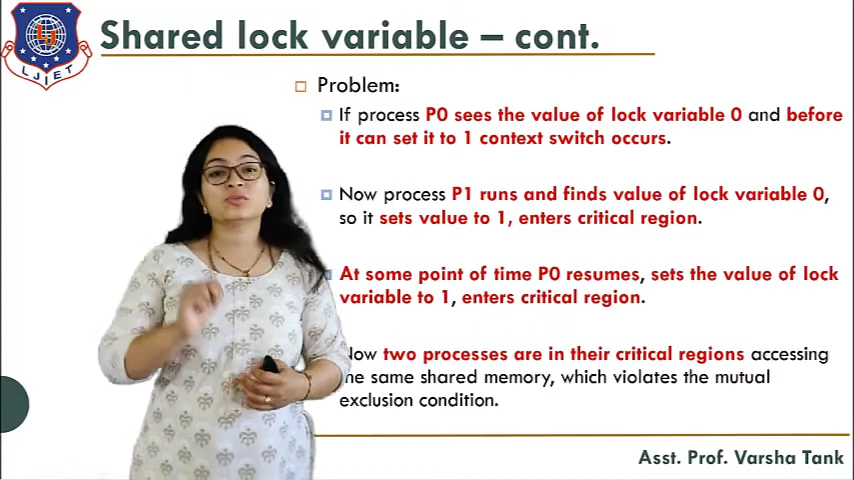 Shared lock variable – cont.
LJIET
Problem:
If process P0 sees the value of lock variable 0 and before
it can set it to 1 context switch occurs.
Now process P1 runs and finds value of lock variable 0,
so it sets value to 1, enters critical region.
At some point of time P0 resumes, sets the value of lock
variable to 1, enters critical region.
Now two processes are in their critical regions accessing
the same shared memory, which violates the mutual
exclusion condition.
Asst. Prof. Varsha Tank